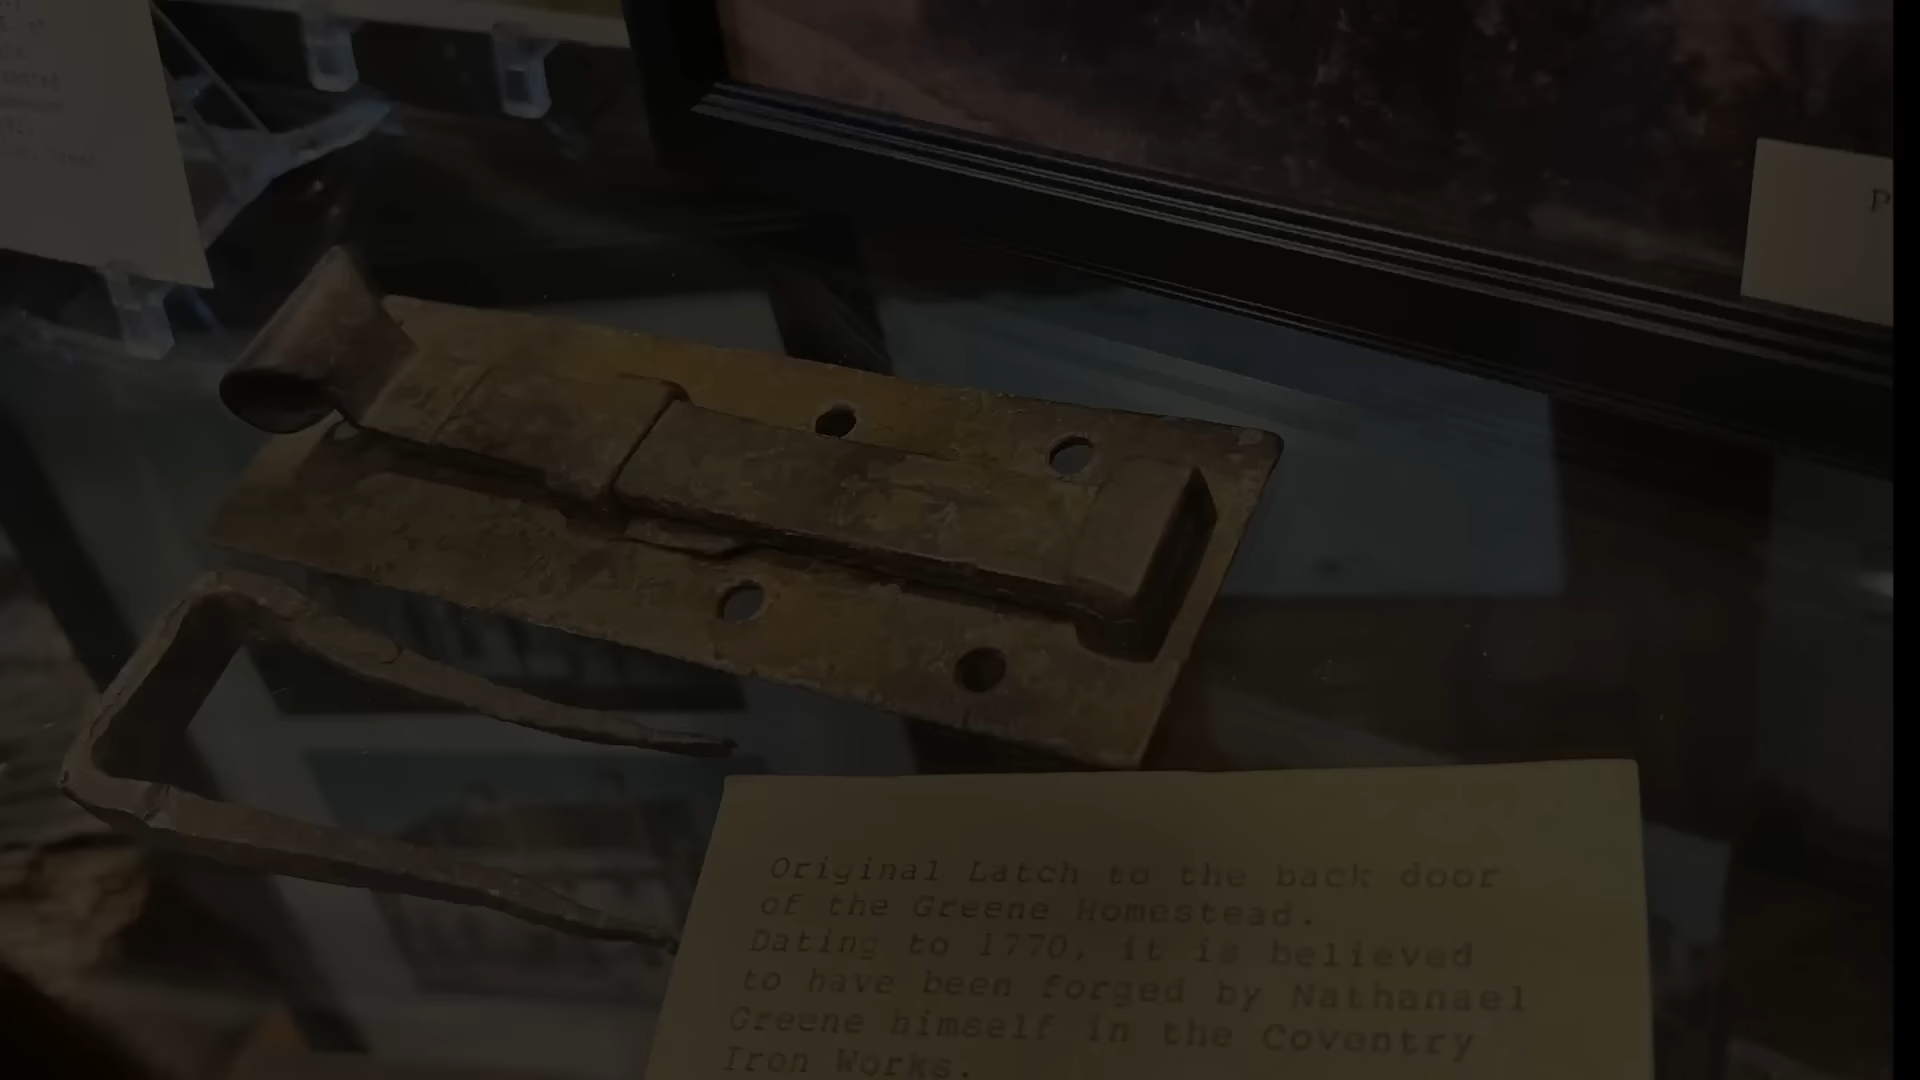 P
Original Latch to the back door
of the Greene Homestead.
Dating to 1770, it is believed
to have been forged by Nathanael
Greene himself in the Coventry
Iron Works.